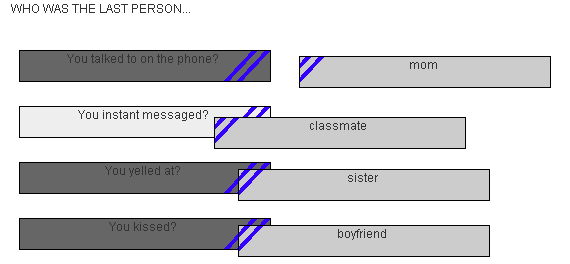 WHO WAS THE LAST PERSON...
You talked to on the phone?
mom
You instant messaged?
classmate
You yelled at?
sister
You kissed?
boyfriend